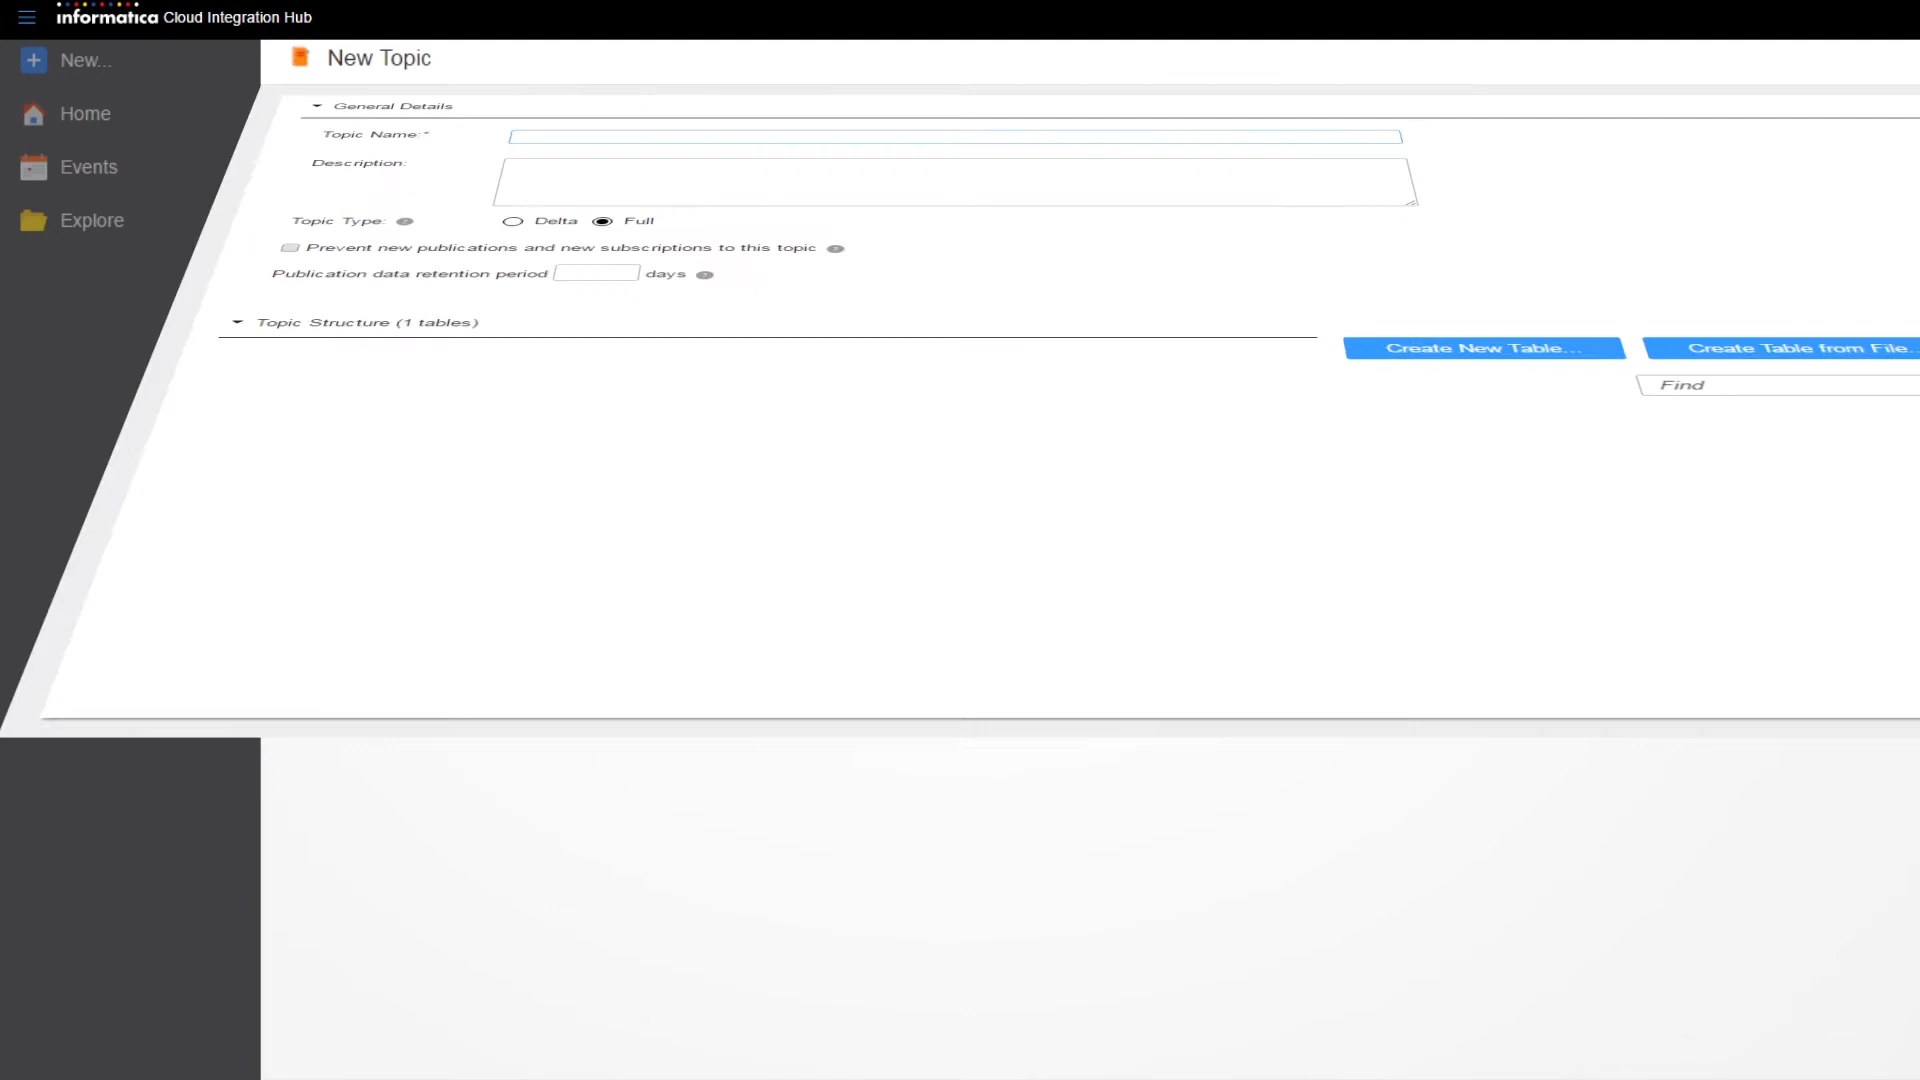 informatica Cloud Integration Hub
New...
Home
Events
Explore
New Topic
General Details
Topic Name:*
Description:
Topic Type: ? Delta Full
Prevent new publications and new subscriptions to this topic ?
Publication data retention period days ?
Topic Structure (1 tables)
Create New Table... Create Table from File...
Find